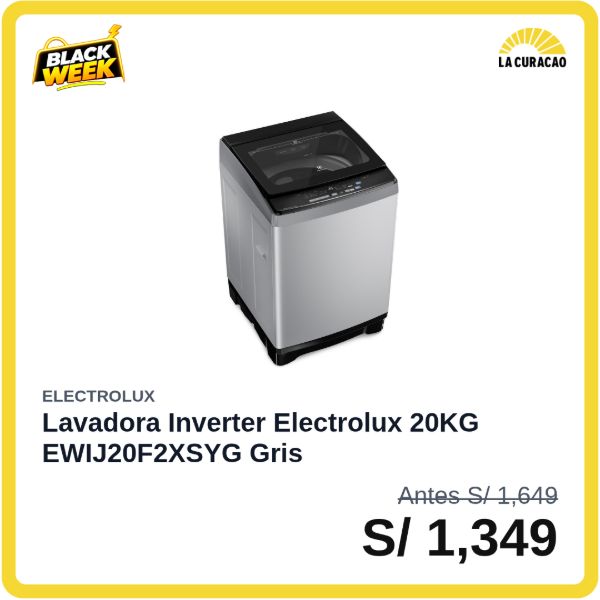 BLACK
WEEK
LA CURACAO
ELECTROLUX
Lavadora Inverter Electrolux 20KG
EWIJ20F2XSYG Gris
Antes S/ 1,649
S/ 1,349